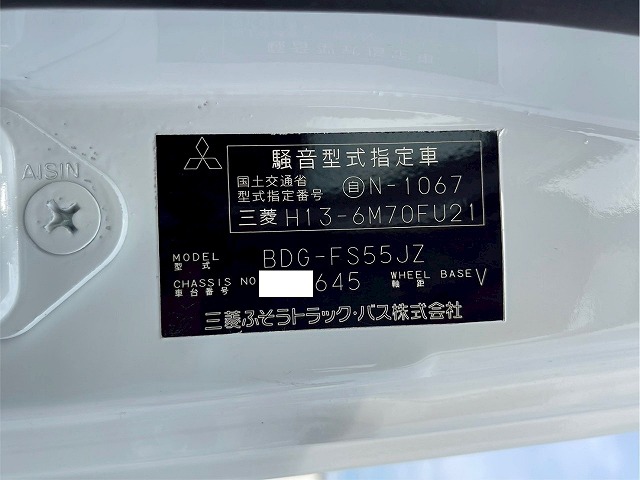 AISIN
騒音型式指定車
国土交通省
型式指定番号 自N-1067
三菱 H13-6M70FU21
MODEL 型式 BDG-FS55JZ
CHASSIS NO 車台番号 645 WHEEL BASE 軸距 V
三菱ふそうトラック・バス株式会社